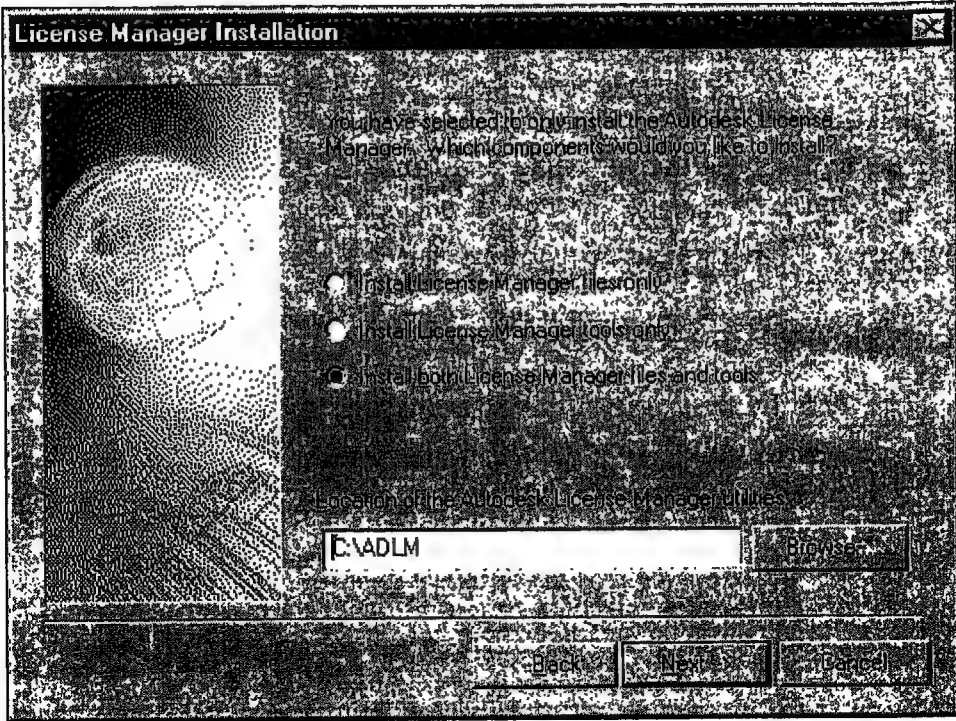 License Manager Installation
You have selected to only install the Autodesk License
Manager. Which components would you like to install?
Install License Manager files only
Install License Manager tools only
Install both License Manager files and tools
Location of the Autodesk License Manager utilities
C:\ADLM
Browse...
Back
Next >
Cancel